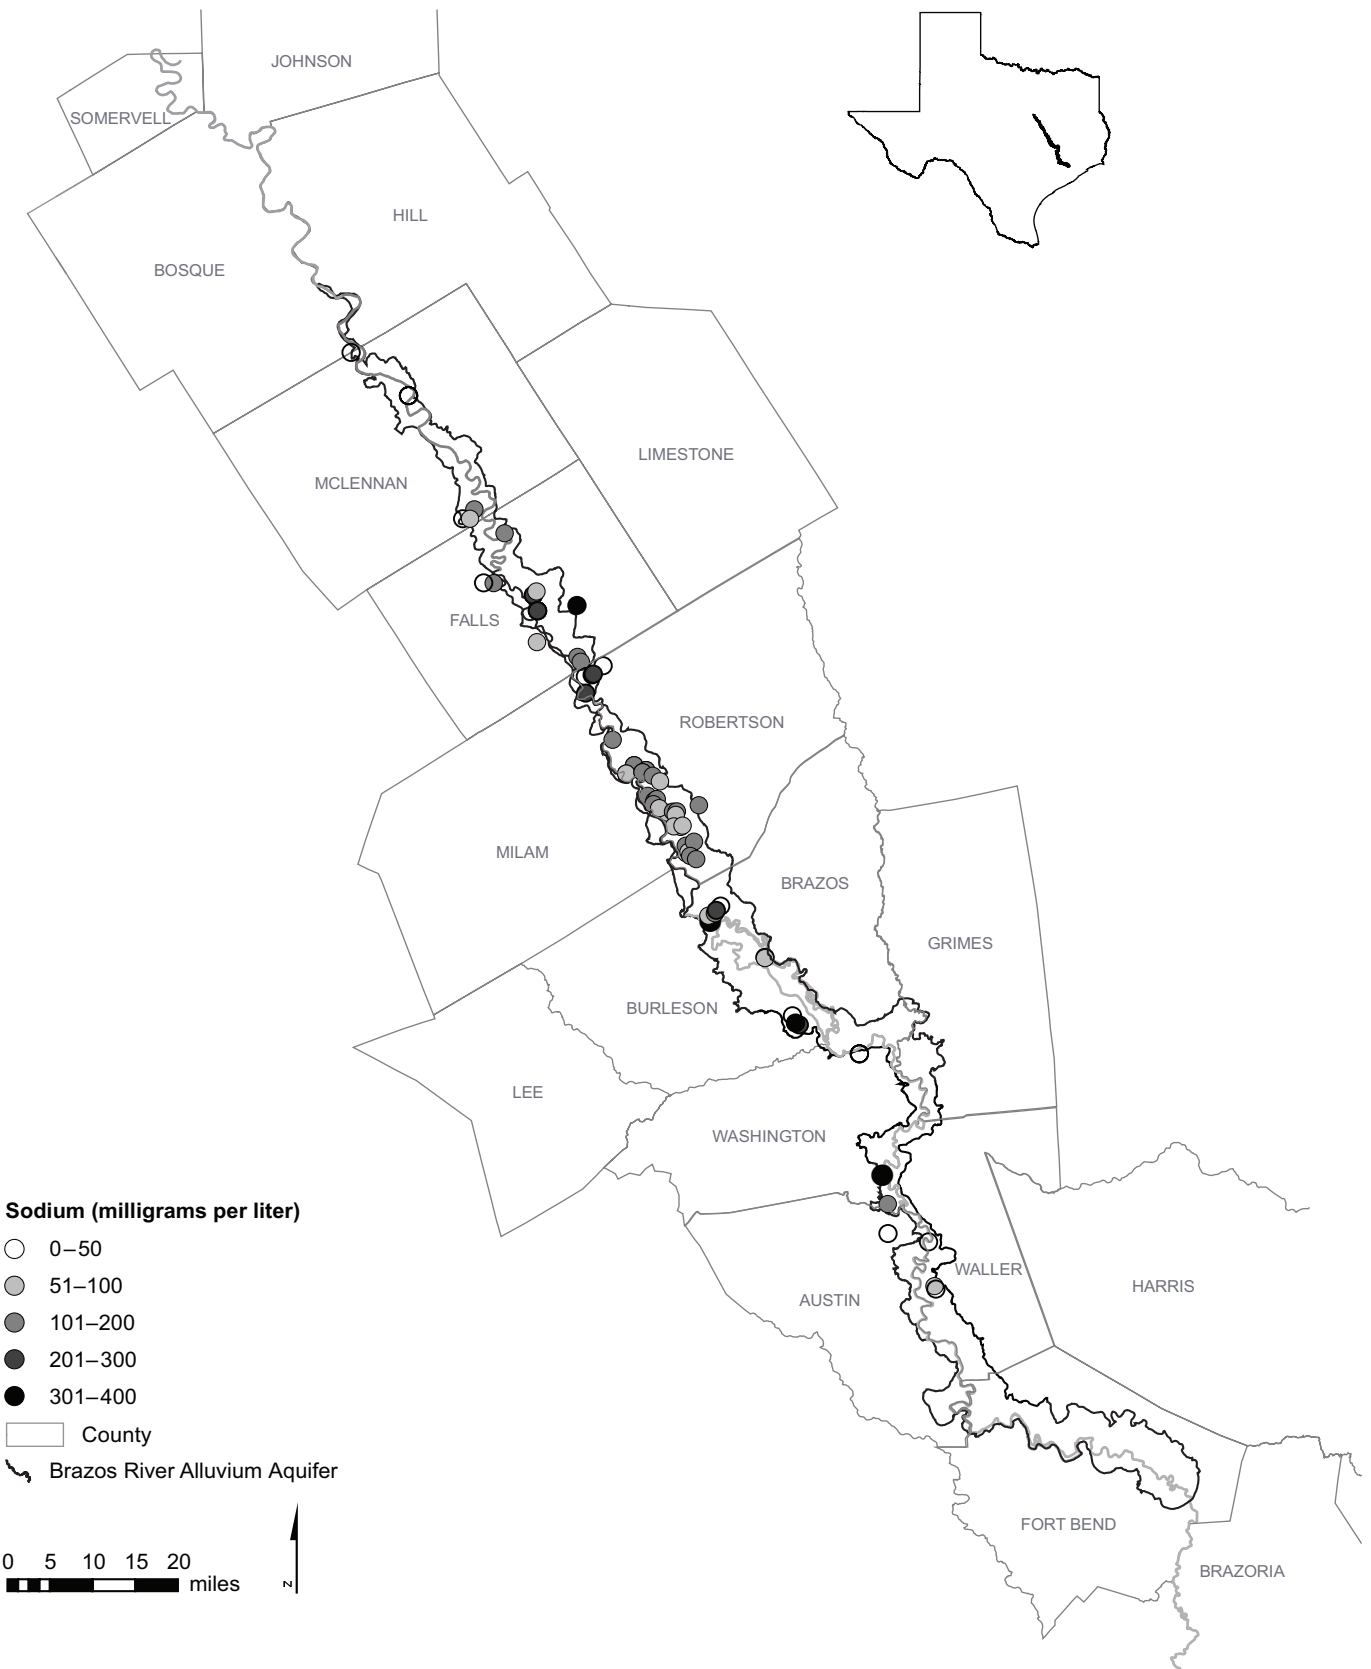 JOHNSON
SOMERVELL
HILL
BOSQUE
LIMESTONE
MCLENNAN
FALLS
ROBERTSON
MILAM
BRAZOS
GRIMES
BURLESON
LEE
WASHINGTON
WALLER
HARRIS
AUSTIN
FORT BEND
BRAZORIA
Sodium (milligrams per liter)
0–50
51–100
101–200
201–300
301–400
County
Brazos River Alluvium Aquifer
0 5 10 15 20
miles
N